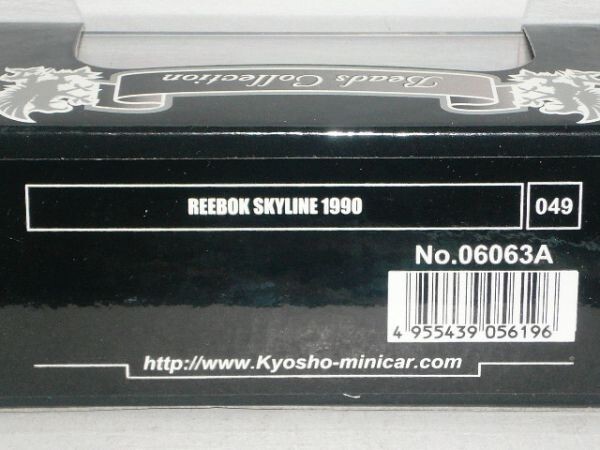 Beads Collection
REEBOK SKYLINE 1990
049
No.06063A
4 955439 056196
http://www.Kyosho-minicar.com